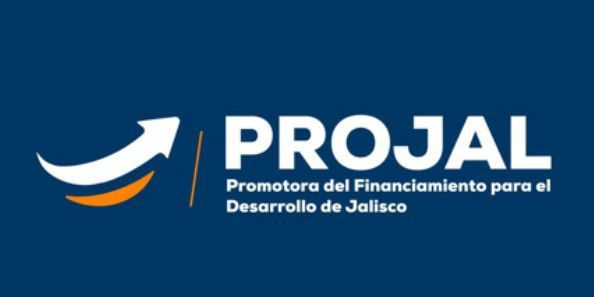 PROJAL
Promotora del Financiamiento para el
Desarrollo de Jalisco